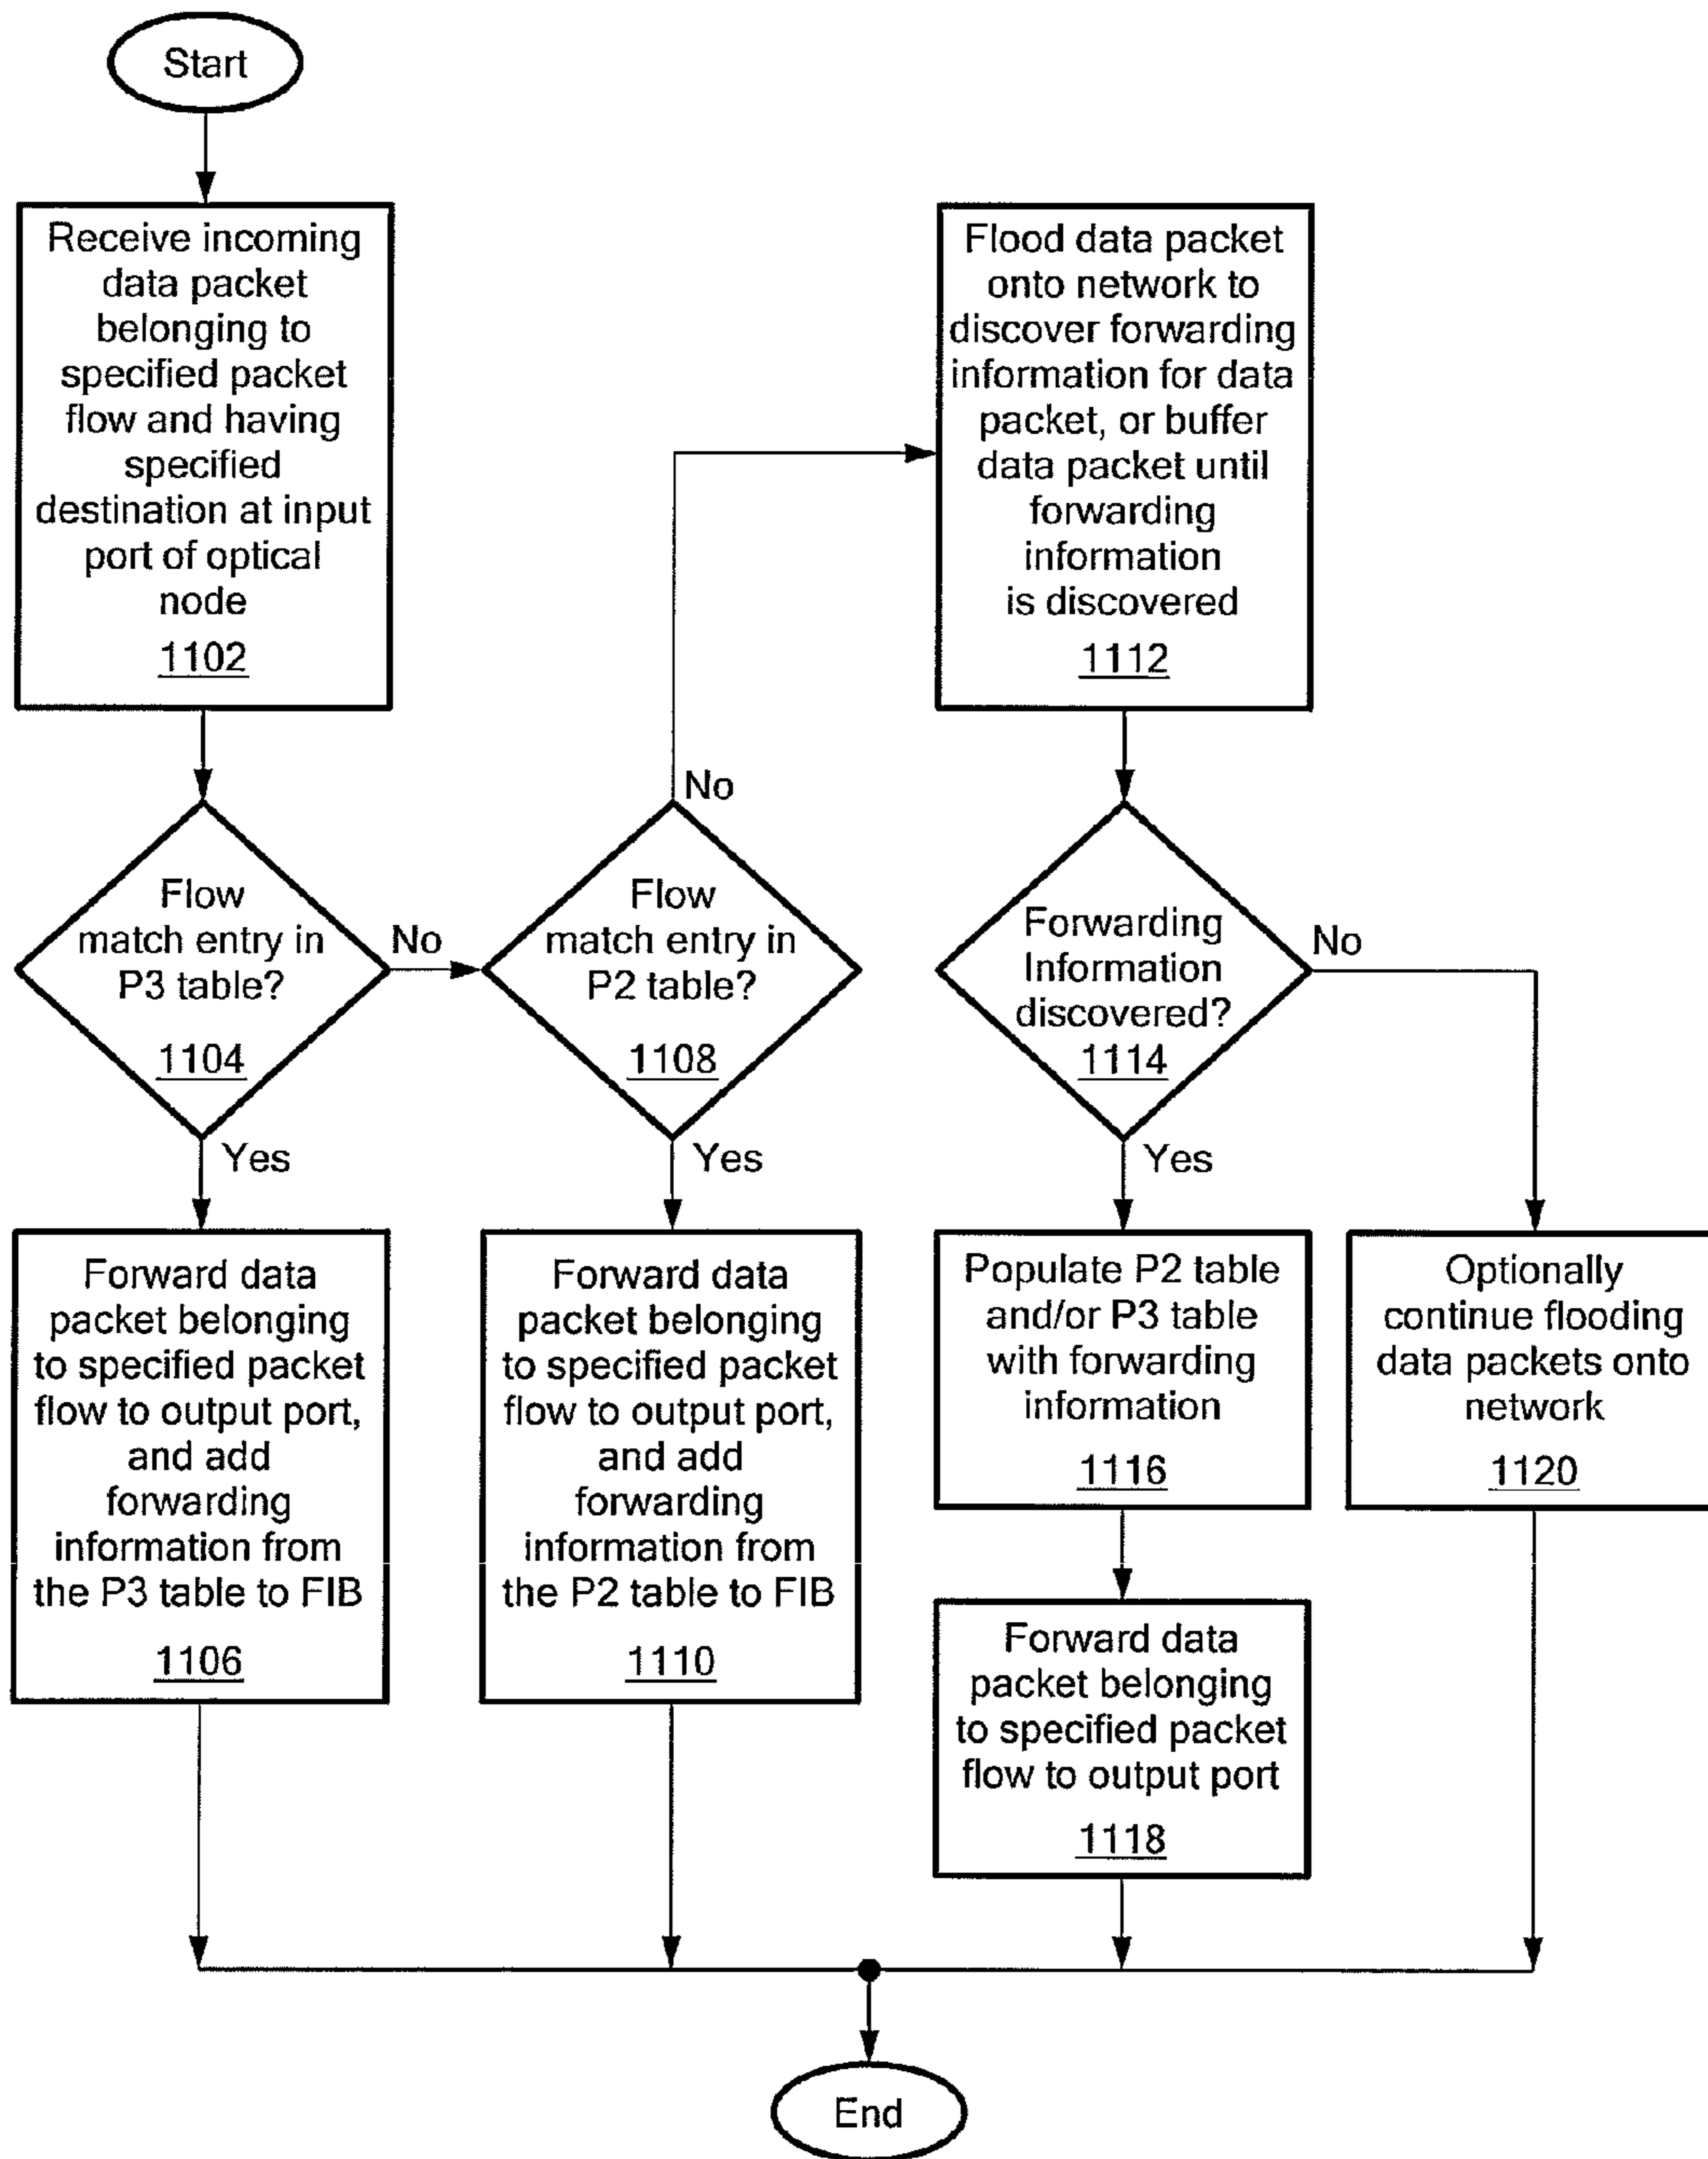 Start
Receive incoming
data packet
belonging to
specified packet
flow and having
specified
destination at input
port of optical
node
1102
Flow
match entry in
P3 table?
1104
No
Yes
Forward data
packet belonging
to specified packet
flow to output port,
and add
forwarding
information from
the P3 table to FIB
1106
Flow
match entry in
P2 table?
1108
No
Yes
Forward data
packet belonging
to specified packet
flow to output port,
and add
forwarding
information from
the P2 table to FIB
1110
Flood data packet
onto network to
discover forwarding
information for data
packet, or buffer
data packet until
forwarding
information
is discovered
1112
Forwarding
Information
discovered?
1114
No
Yes
Populate P2 table
and/or P3 table
with forwarding
information
1116
Forward data
packet belonging
to specified packet
flow to output port
1118
Optionally
continue flooding
data packets onto
network
1120
End